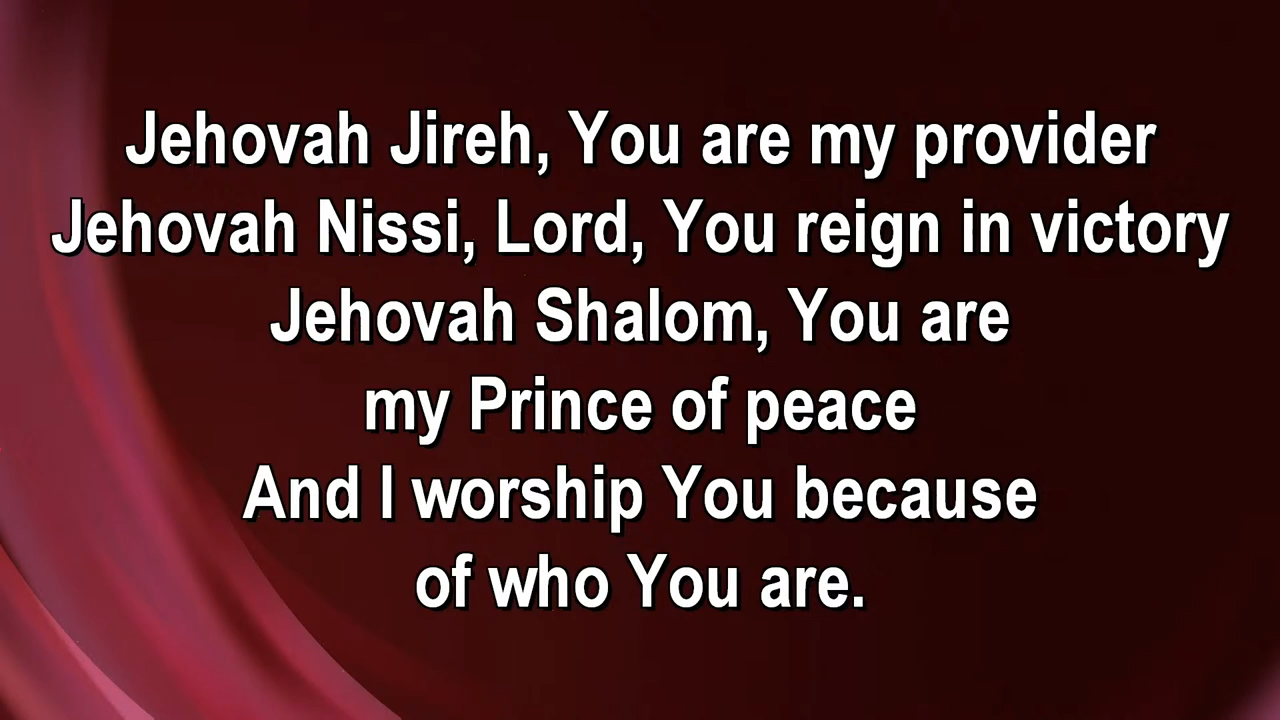 Jehovah Jireh, You are my provider
Jehovah Nissi, Lord, You reign in victory
Jehovah Shalom, You are
my Prince of peace
And I worship You because
of who You are.